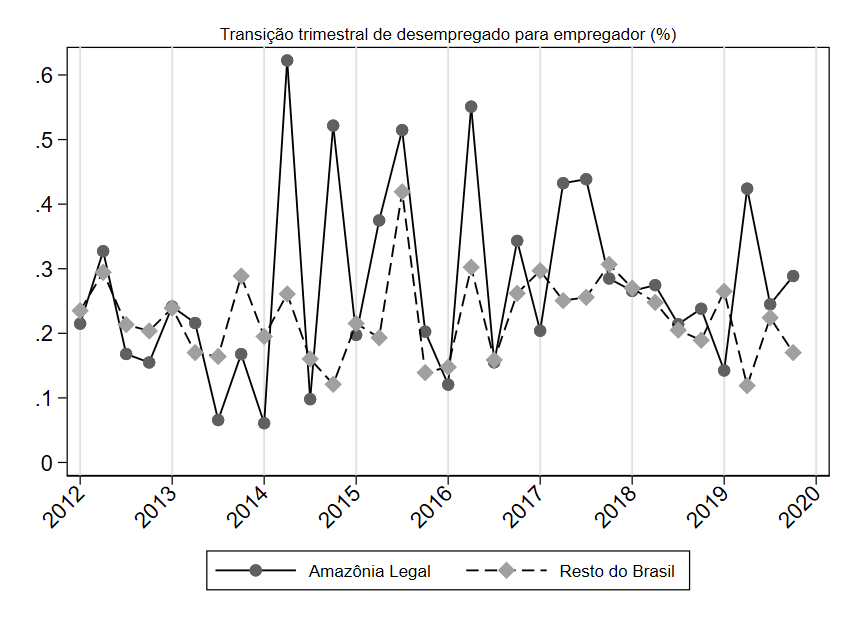 Transição trimestral de desempregado para empregador (%)
.6
.5
.4
.3
.2
.1
0
2012 2013 2014 2015 2016 2017 2018 2019 2020
Amazônia Legal Resto do Brasil